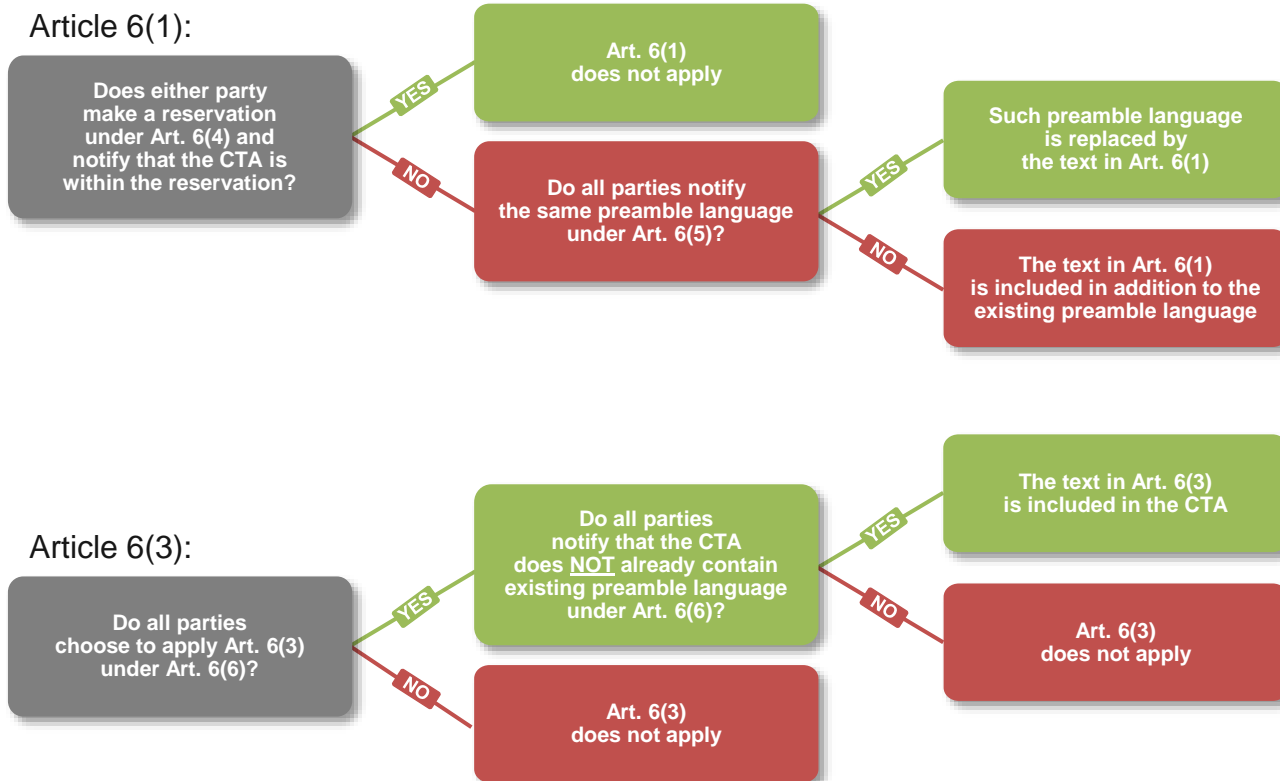 Article 6(1):
Does either party
make a reservation
under Art. 6(4) and
notify that the CTA is
within the reservation?
YES
Art. 6(1)
does not apply
NO
Do all parties notify
the same preamble language
under Art. 6(5)?
YES
Such preamble language
is replaced by
the text in Art. 6(1)
NO
The text in Art. 6(1)
is included in addition to the
existing preamble language
Article 6(3):
Do all parties
choose to apply Art. 6(3)
under Art. 6(6)?
YES
Do all parties
notify that the CTA
does NOT already contain
existing preamble language
under Art. 6(6)?
YES
The text in Art. 6(3)
is included in the CTA
NO
Art. 6(3)
does not apply
NO
Art. 6(3)
does not apply